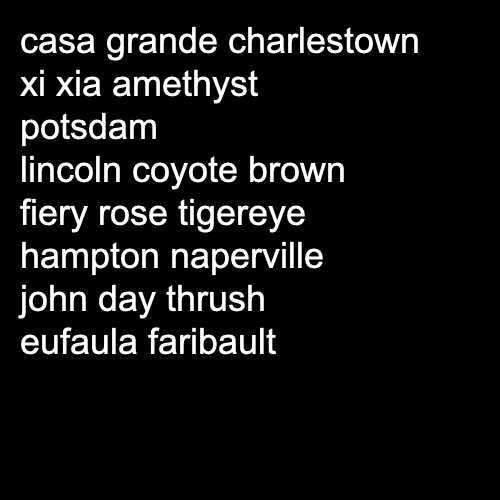 casa grande charlestown
xi xia amethyst
potsdam
lincoln coyote brown
fiery rose tigereye
hampton naperville
john day thrush
eufaula faribault